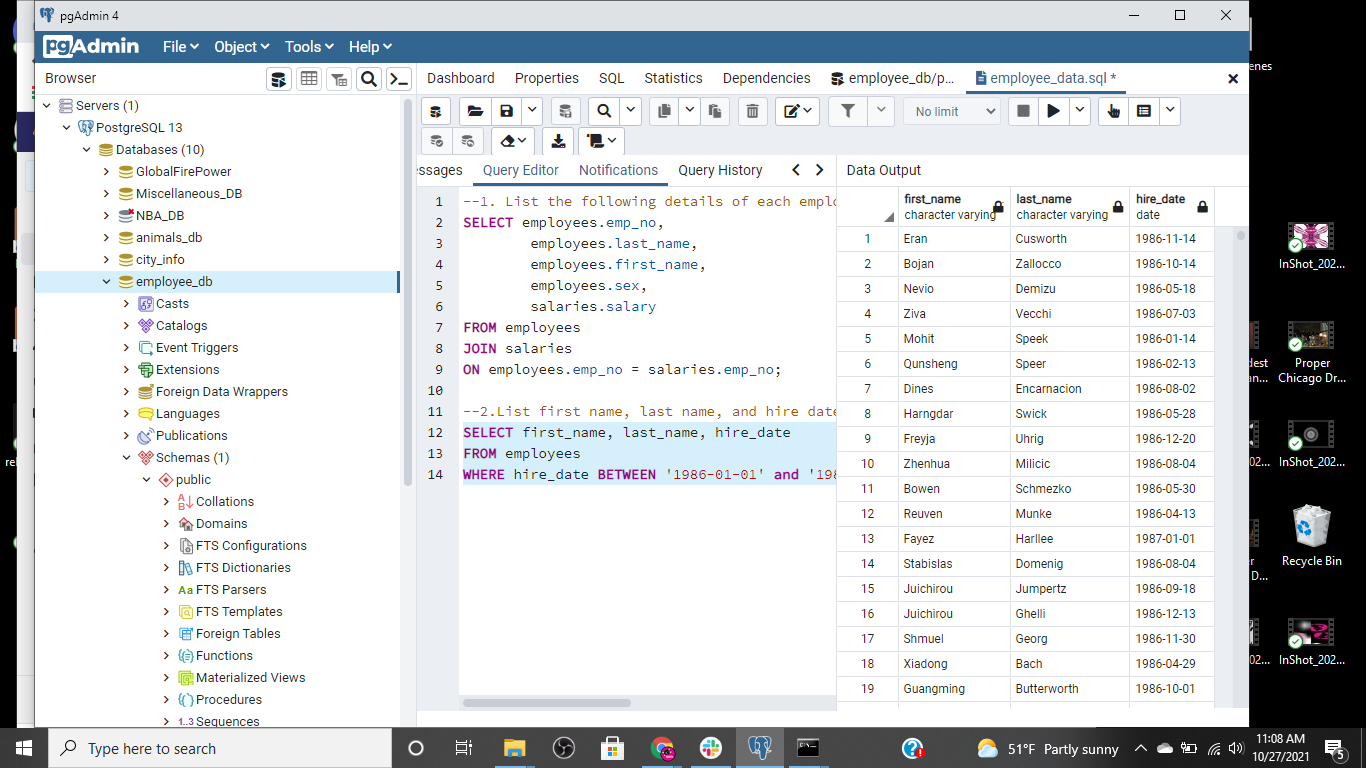 pgAdmin 4
pgAdmin File Object Tools Help
Browser
Dashboard Properties SQL Statistics Dependencies employee_db/p... employee_data.sql *
No limit
Servers (1)
PostgreSQL 13
Databases (10)
GlobalFirePower
Miscellaneous_DB
NBA_DB
animals_db
city_info
employee_db
Casts
Catalogs
Event Triggers
Extensions
Foreign Data Wrappers
Languages
Publications
Schemas (1)
public
Collations
Domains
FTS Configurations
FTS Dictionaries
FTS Parsers
FTS Templates
Foreign Tables
Functions
Materialized Views
Procedures
Sequences
essages Query Editor Notifications Query History
1 --1. List the following details of each emplo
2 SELECT employees.emp_no,
3 employees.last_name,
4 employees.first_name,
5 employees.sex,
6 salaries.salary
7 FROM employees
8 JOIN salaries
9 ON employees.emp_no = salaries.emp_no;
10
11 --2.List first name, last name, and hire date
12 SELECT first_name, last_name, hire_date
13 FROM employees
14 WHERE hire_date BETWEEN '1986-01-01' and '198
Data Output
first_name last_name hire_date
character varying character varying date
1 Eran Cusworth 1986-11-14
2 Bojan Zallocco 1986-10-14
3 Nevio Demizu 1986-05-18
4 Ziva Vecchi 1986-07-03
5 Mohit Speek 1986-01-14
6 Qunsheng Speer 1986-02-13
7 Dines Encarnacion 1986-08-02
8 Harngdar Swick 1986-05-28
9 Freyja Uhrig 1986-12-20
10 Zhenhua Milicic 1986-08-04
11 Bowen Schmezko 1986-05-30
12 Reuven Munke 1986-04-13
13 Fayez Harllee 1987-01-01
14 Stabislas Domenig 1986-08-04
15 Juichirou Jumpertz 1986-09-18
16 Juichirou Ghelli 1986-12-13
17 Shmuel Georg 1986-11-30
18 Xiadong Bach 1986-04-29
19 Guangming Butterworth 1986-10-01
enes
InShot_202...
dest
an...
Proper
Chicago Dr...
02...
InShot_202...
er
D...
Recycle Bin
02...
InShot_202...
rel
Type here to search
51°F Partly sunny
11:08 AM
10/27/2021
5